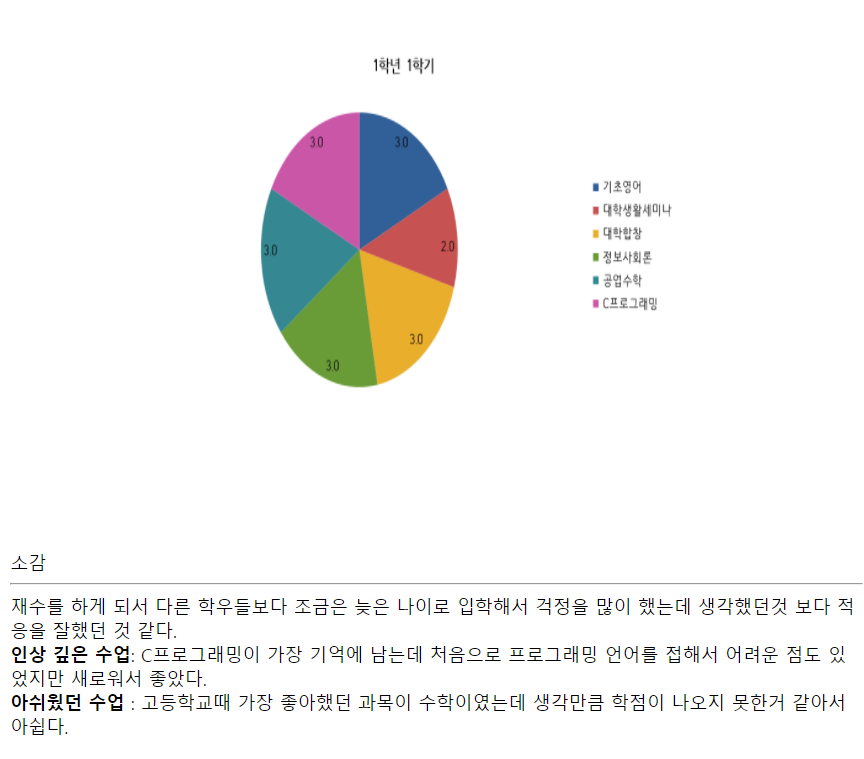 1학년 1학기
3.0
3.0
2.0
3.0
3.0
3.0
기초영어
대학생활세미나
대학합창
정보사회론
공업수학
C프로그래밍
소감
재수를 하게 되서 다른 학우들보다 조금은 늦은 나이로 입학해서 걱정을 많이 했는데 생각했던것 보다 적
응을 잘했던 것 같다.
인상 깊은 수업: C프로그래밍이 가장 기억에 남는데 처음으로 프로그래밍 언어를 접해서 어려운 점도 있
었지만 새로워서 좋았다.
아쉬웠던 수업 : 고등학교때 가장 좋아했던 과목이 수학이였는데 생각만큼 학점이 나오지 못한거 같아서
아쉽다.